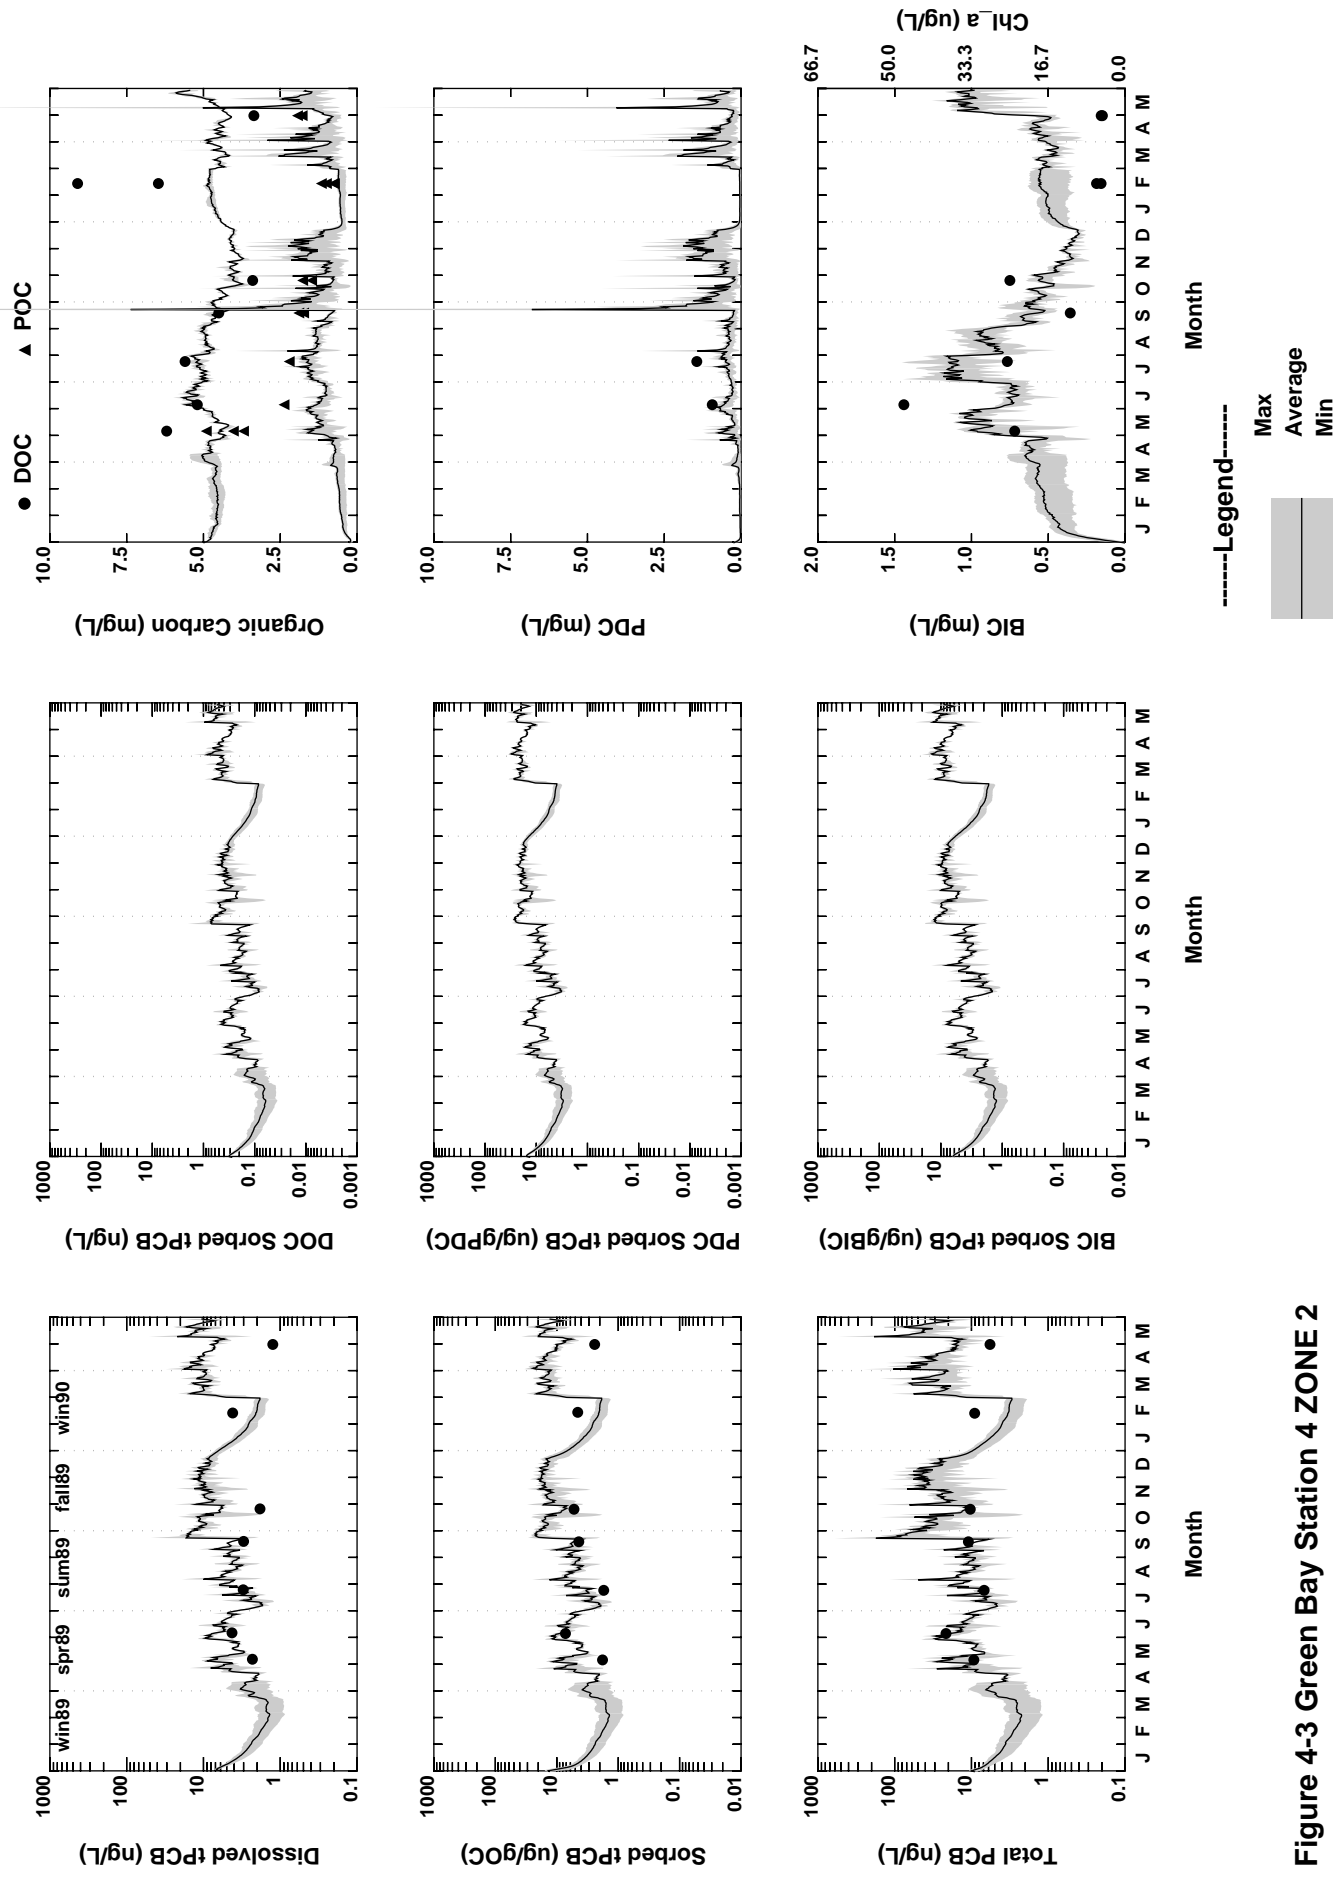 win89 spr89 sum89 fall89 win90
Dissolved tPCB (ng/L)
1000
100
10
1
0.1
DOC Sorbed tPCB (ng/L)
1000
100
10
1
0.1
0.01
0.001
● DOC ▲ POC
Organic Carbon (mg/L)
10.0
7.5
5.0
2.5
0.0
Sorbed tPCB (ug/gOC)
1000
100
10
1
0.1
0.01
PDC Sorbed tPCB (ug/gPDC)
1000
100
10
1
0.1
0.01
0.001
PDC (mg/L)
10.0
7.5
5.0
2.5
0.0
Total PCB (ng/L)
1000
100
10
1
0.1
J F M A M J J A S O N D J F M A M
Month
BIC Sorbed tPCB (ug/gBIC)
1000
100
10
1
0.1
0.01
J F M A M J J A S O N D J F M A M
Month
BIC (mg/L)
2.0
1.5
1.0
0.5
0.0
Chl_a (ug/L)
66.7
50.0
33.3
16.7
0.0
J F M A M J J A S O N D J F M A M
Month
------Legend------
Max
Average
Min
Figure 4-3 Green Bay Station 4 ZONE 2